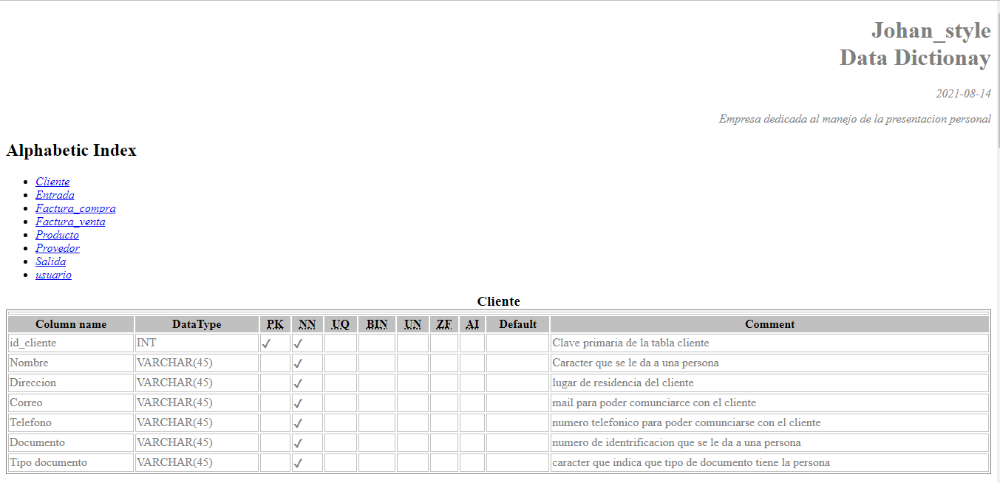 Johan_style
Data Dictionay
2021-08-14
Empresa dedicada al manejo de la presentacion personal
Alphabetic Index
Cliente
Entrada
Factura_compra
Factura_venta
Producto
Provedor
Salida
usuario
Cliente
Column name DataType PK NN UQ BIN UN ZF AI Default Comment
id_cliente INT ✓ ✓ Clave primaria de la tabla cliente
Nombre VARCHAR(45) ✓ Caracter que se le da a una persona
Direccion VARCHAR(45) ✓ lugar de residencia del cliente
Correo VARCHAR(45) ✓ mail para poder comunciarce con el cliente
Telefono VARCHAR(45) ✓ numero telefonico para poder comunciarse con el cliente
Documento VARCHAR(45) ✓ numero de identrificacion que se le da a una persona
Tipo documento VARCHAR(45) ✓ caracter que indica que tipo de documento tiene la persona